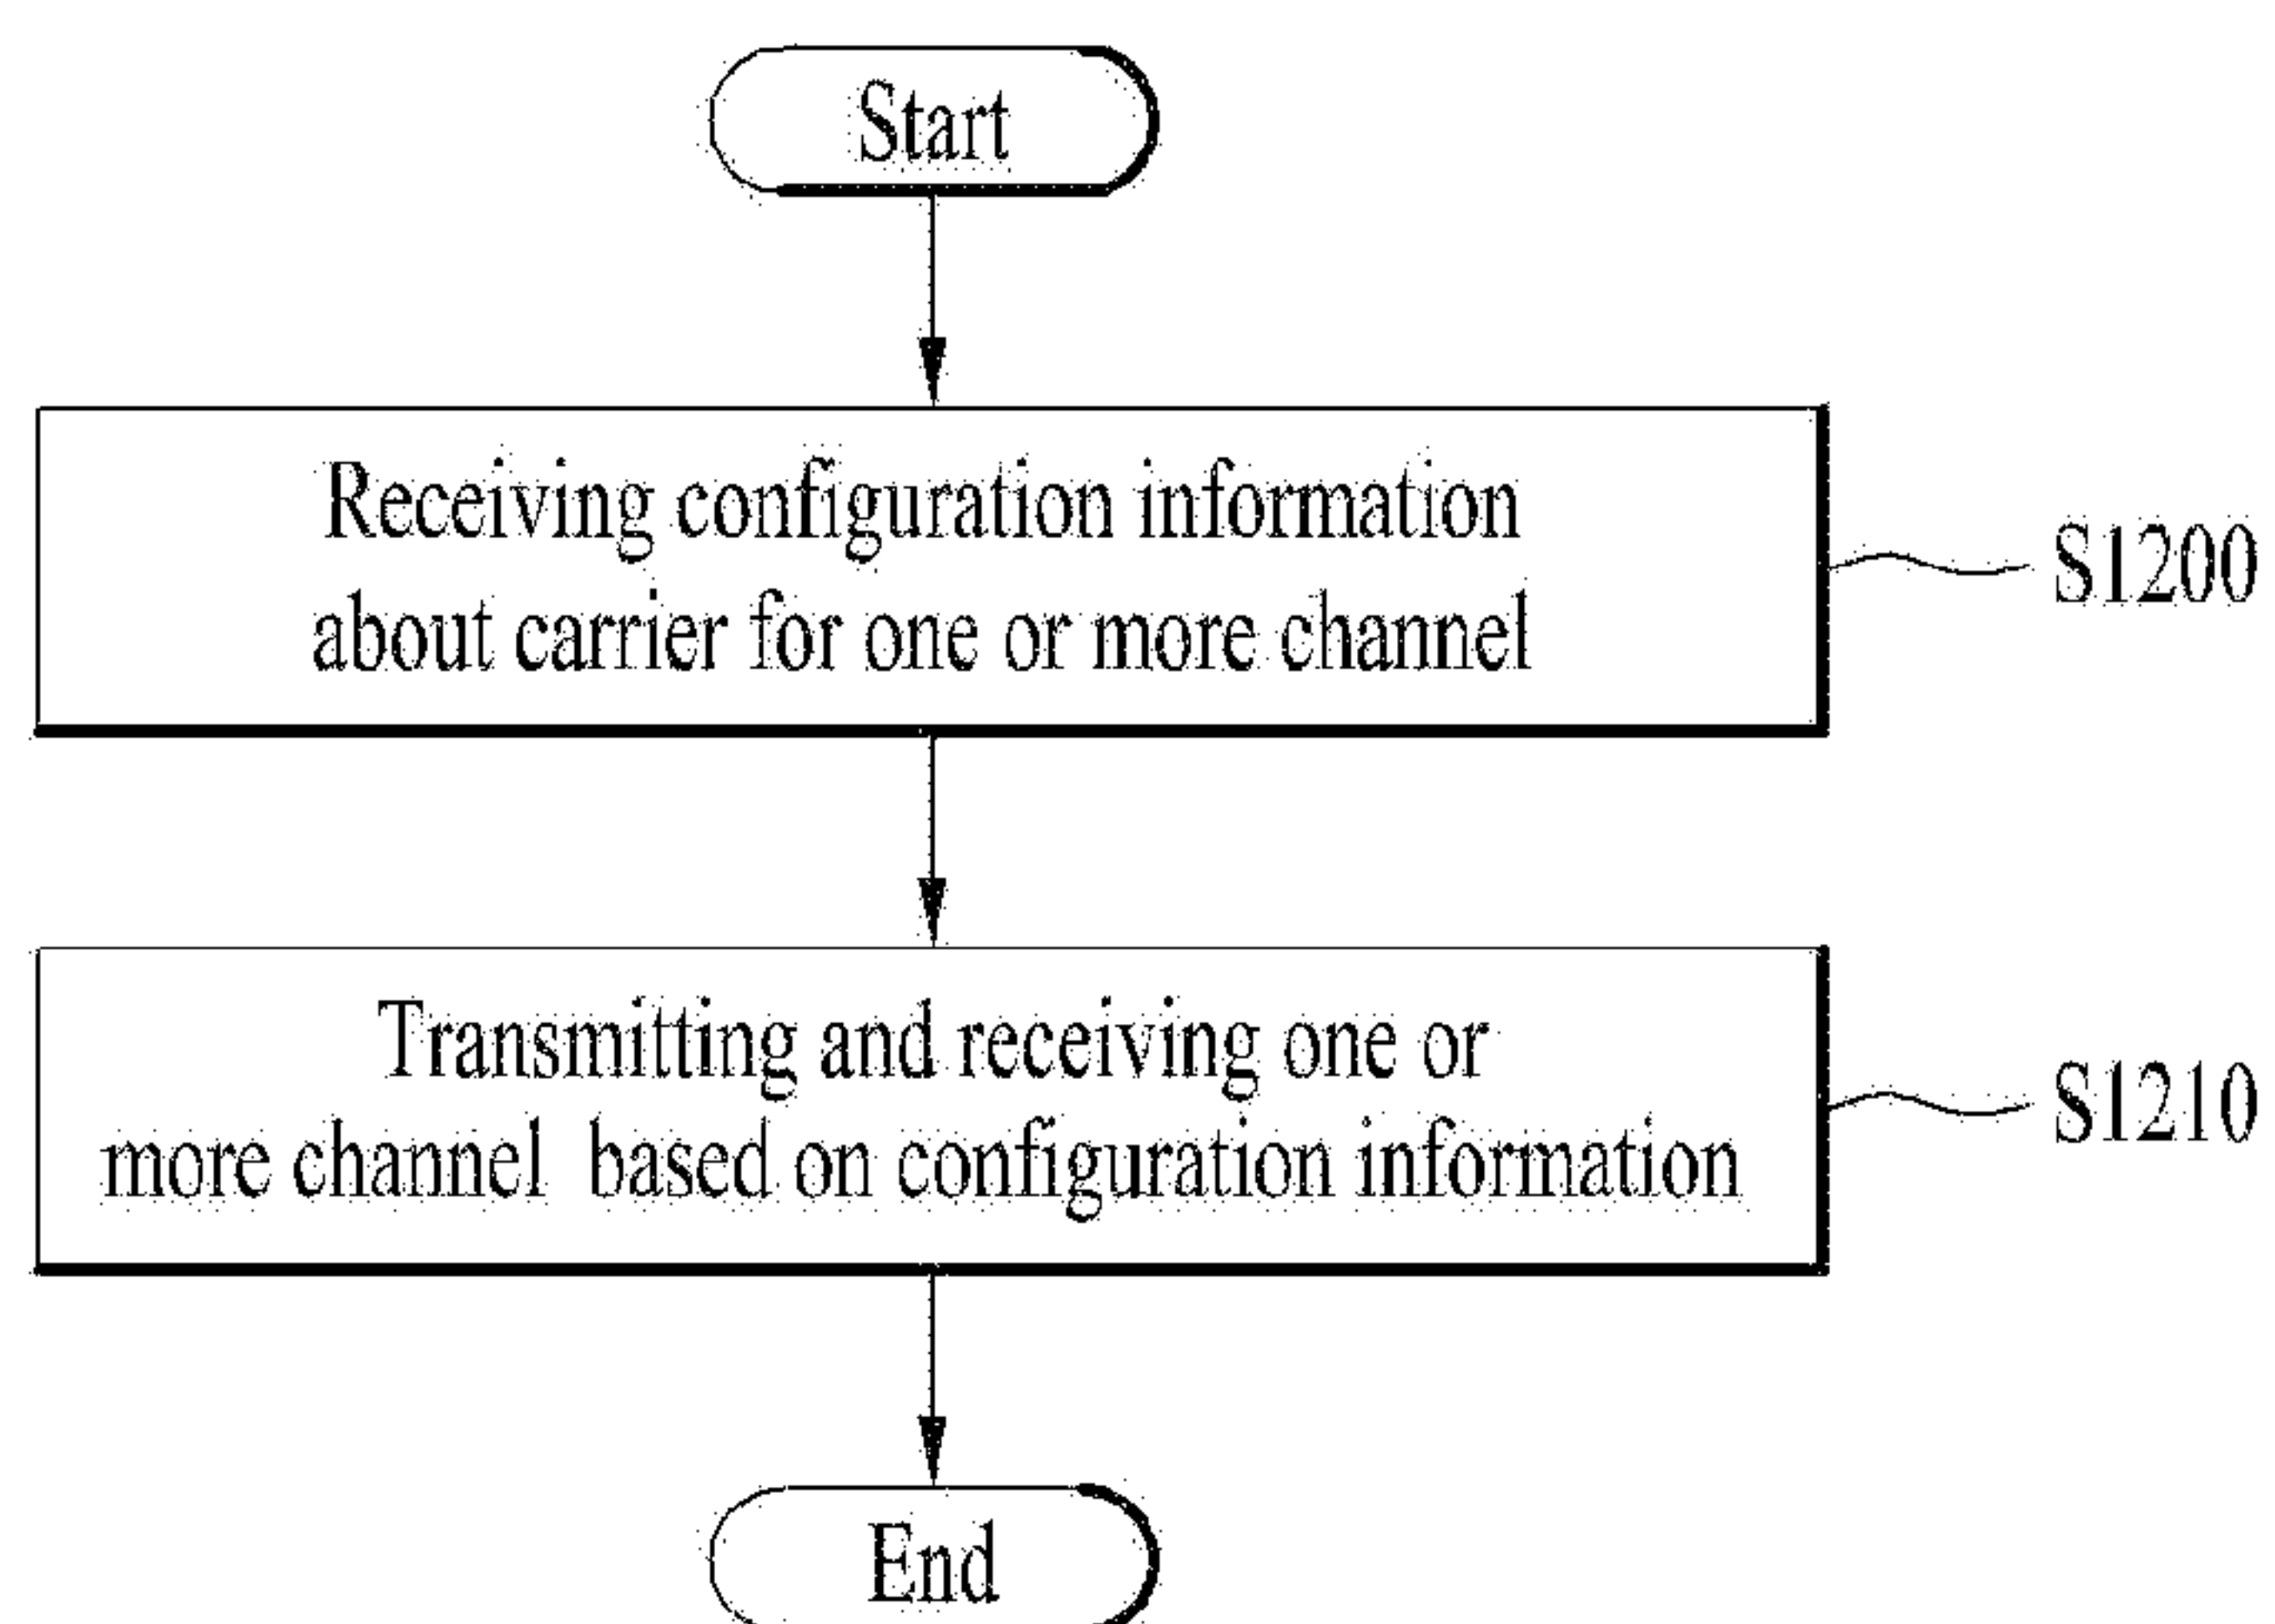 Start
Receiving configuration information
about carrier for one or more channel
S1200
Transmitting and receiving one or
more channel  based on configuration information
S1210
End